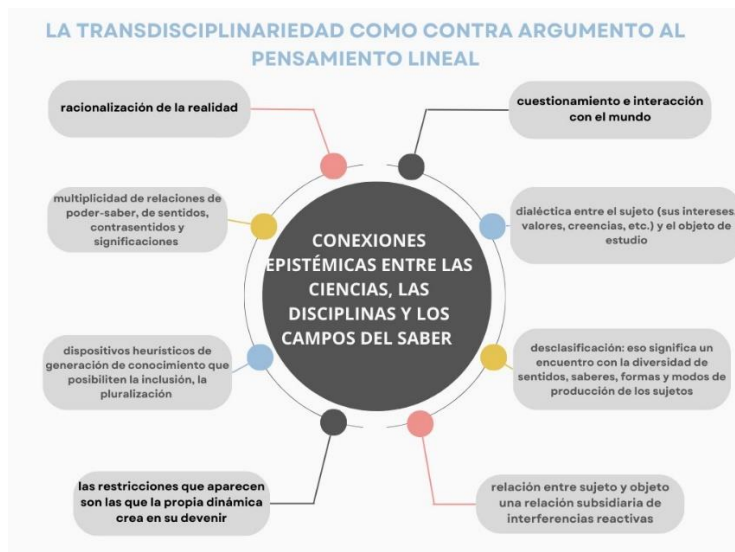 LA TRANSDISCIPLINARIEDAD COMO CONTRA ARGUMENTO AL
PENSAMIENTO LINEAL
racionalización de la realidad
cuestionamiento e interacción
con el mundo
multiplicidad de relaciones de
poder-saber, de sentidos,
contrasentidos y
significaciones
dialéctica entre el sujeto (sus intereses,
valores, creencias, etc.) y el objeto de
estudio
CONEXIONES
EPISTÉMICAS ENTRE LAS
CIENCIAS, LAS
DISCIPLINAS Y LOS
CAMPOS DEL SABER
dispositivos heurísticos de
generación de conocimiento que
posibiliten la inclusión, la
pluralización
desclasificación: eso significa un
encuentro con la diversidad de
sentidos, saberes, formas y modos de
producción de los sujetos
las restricciones que aparecen
son las que la propia dinámica
crea en su devenir
relación entre sujeto y objeto
una relación subsidiaria de
interferencias reactivas